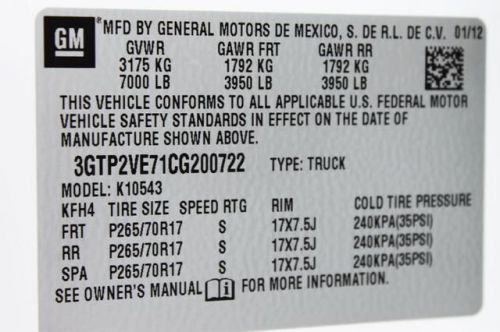 GM
MFD BY GENERAL MOTORS DE MEXICO, S. DE R.L. DE C.V. 01/12
GVWR GAWR FRT GAWR RR
3175 KG 1792 KG 1792 KG
7000 LB 3950 LB 3950 LB
THIS VEHICLE CONFORMS TO ALL APPLICABLE U.S. FEDERAL MOTOR
VEHICLE SAFETY STANDARDS IN EFFECT ON THE DATE OF
MANUFACTURE SHOWN ABOVE.
3GTP2VE71CG200722 TYPE: TRUCK
MODEL: K10543
KFH4 TIRE SIZE SPEED RTG RIM COLD TIRE PRESSURE
FRT P265/70R17 S 17X7.5J 240KPA(35PSI)
RR P265/70R17 S 17X7.5J 240KPA(35PSI)
SPA P265/70R17 S 17X7.5J 240KPA(35PSI)
SEE OWNER'S MANUAL FOR MORE INFORMATION.